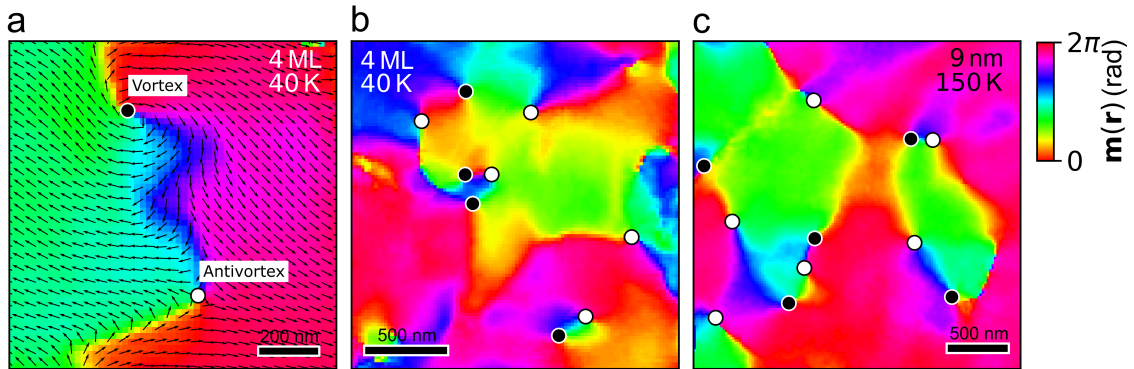 a
4 ML
40 K
Vortex
Antivortex
200 nm
b
4 ML
40 K
500 nm
c
9 nm
150 K
500 nm
2π
0
m(r) (rad)